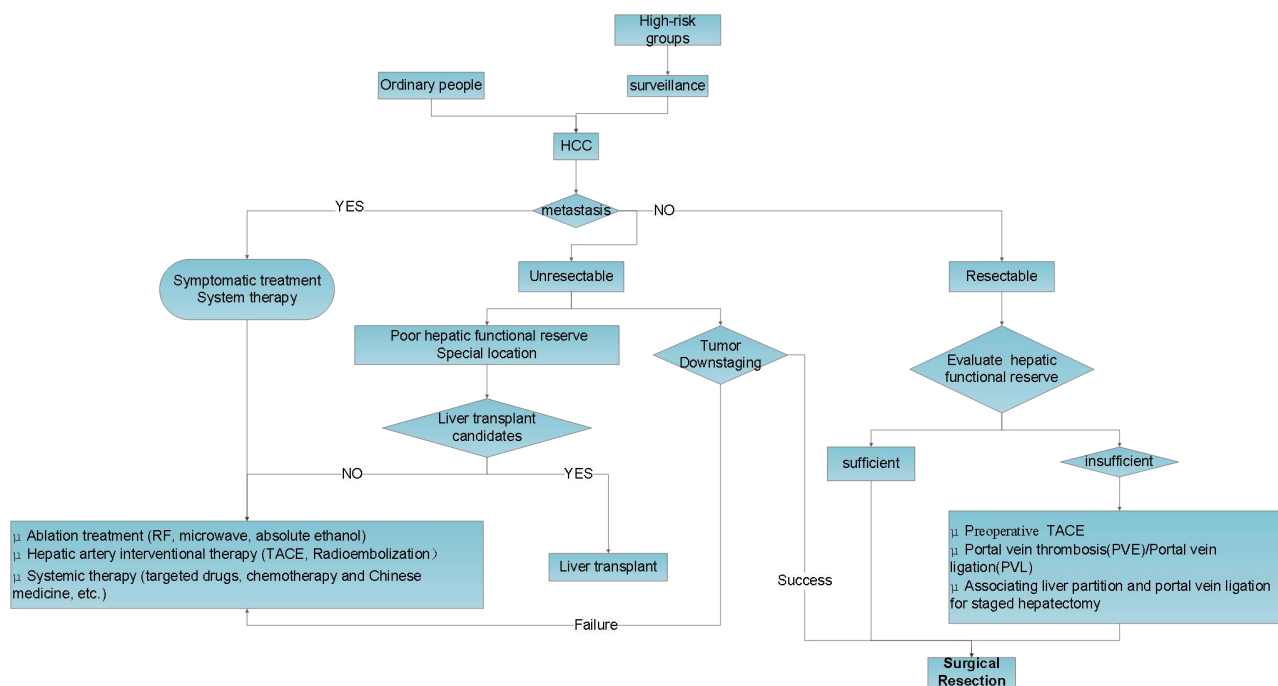 High-risk
groups
Ordinary people
surveillance
HCC
YES
metastasis
NO
Symptomatic treatment
System therapy
Unresectable
Resectable
Poor hepatic functional reserve
Special location
Tumor
Downstaging
Evaluate hepatic
functional reserve
Liver transplant
candidates
sufficient
insufficient
NO
YES
μ Ablation treatment (RF, microwave, absolute ethanol)
μ Hepatic artery interventional therapy (TACE, Radioembolization）
μ Systemic therapy (targeted drugs, chemotherapy and Chinese
medicine, etc.)
Liver transplant
Success
μ Preoperative TACE
μ Portal vein thrombosis(PVE)/Portal vein
ligation(PVL)
μ Associating liver partition and portal vein ligation
for staged hepatectomy
Failure
Surgical
Resection